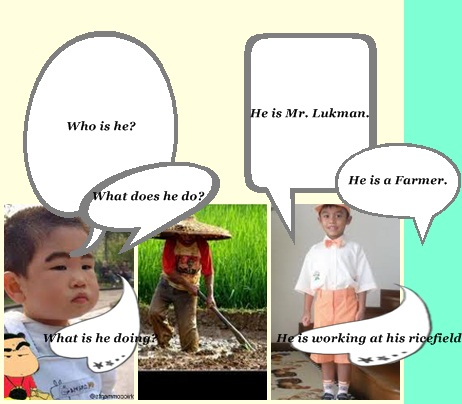 Who is he?
He is Mr. Lukman.
What does he do?
He is a Farmer.
What is he doing?
He is working at his ricefield